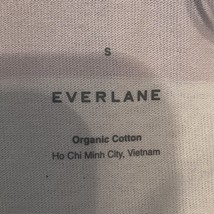 S
EVERLANE
Organic Cotton
Ho Chi Minh City, Vietnam